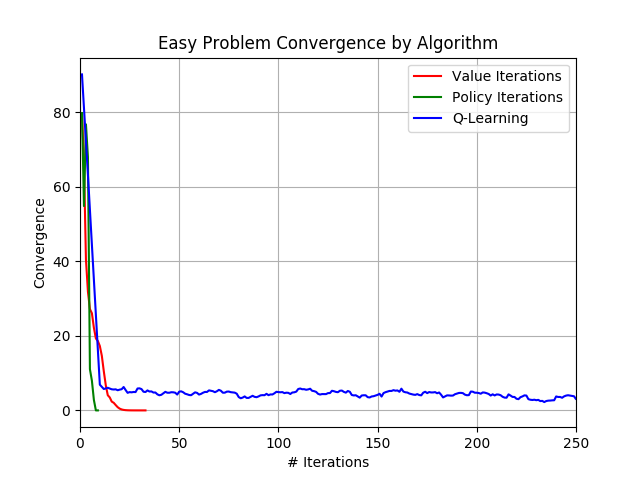 Easy Problem Convergence by Algorithm
Value Iterations
Policy Iterations
Q-Learning
Convergence
80
60
40
20
0
0 50 100 150 200 250
# Iterations